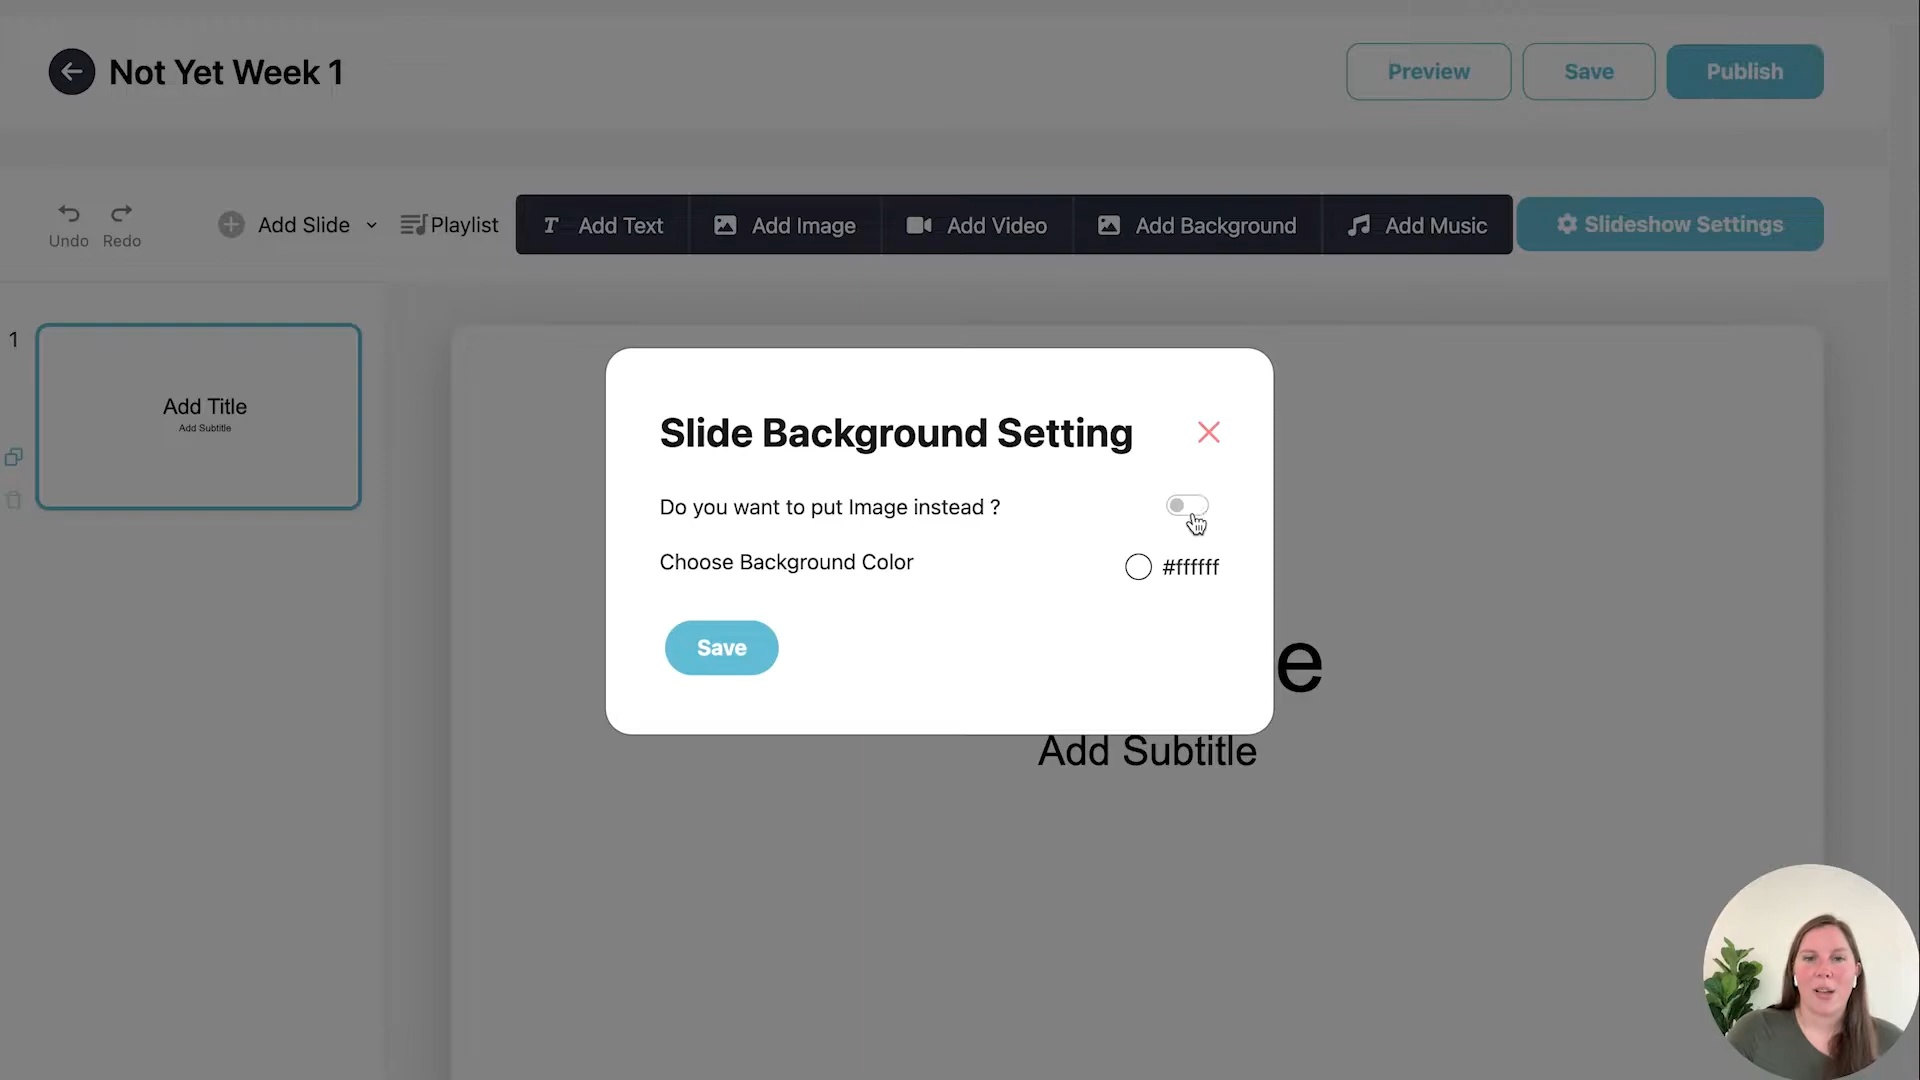 Not Yet Week 1
Preview
Save
Publish
Undo
Redo
Add Slide
Playlist
Add Text
Add Image
Add Video
Add Background
Add Music
Slideshow Settings
1
Add Title
Add Subtitle
Slide Background Setting
Do you want to put Image instead ?
Choose Background Color
#ffffff
Save
e
Add Subtitle